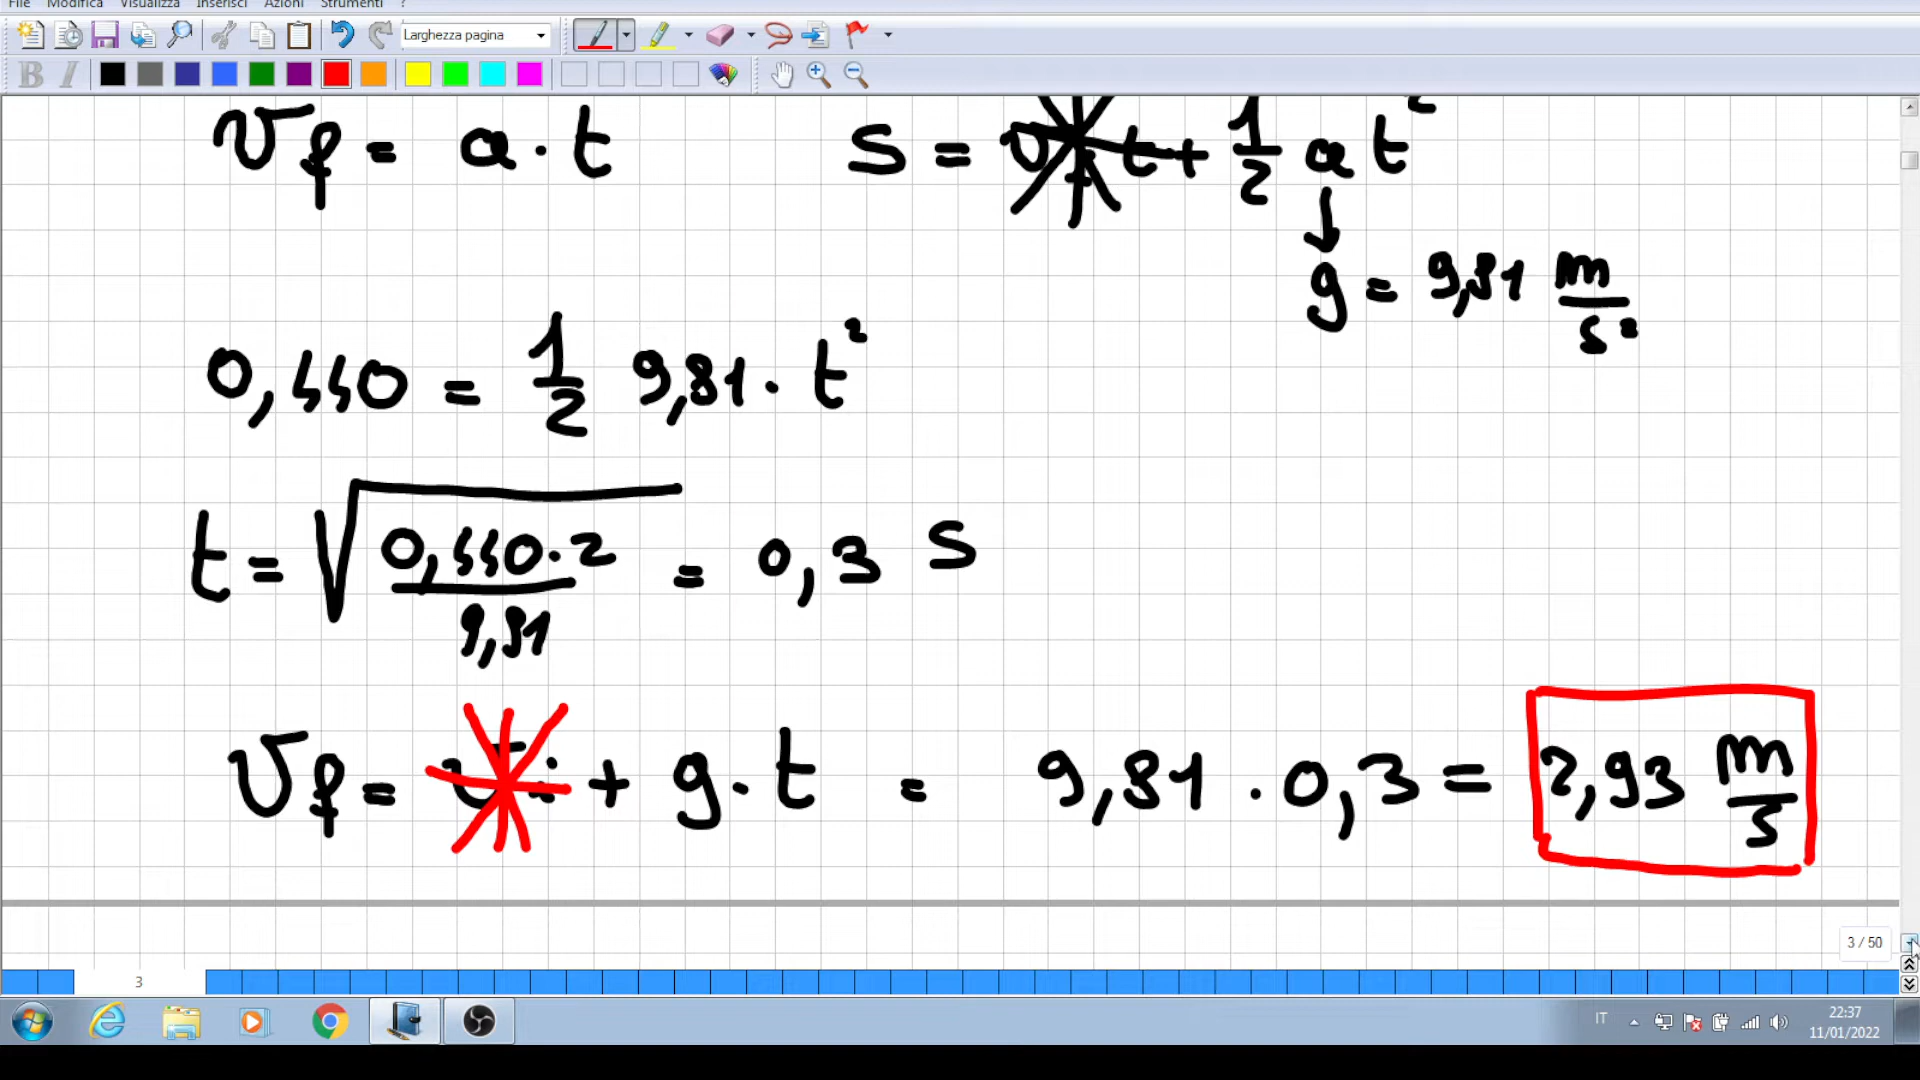 File Modifica Visualizza Inserisci Azioni Strumenti ?
Larghezza pagina
B I
Vf = a · t
S = t + 1/2 a t²
g = 9,81 m/s²
0,440 = 1/2 9,81 · t²
t = √(0,440 · 2 / 9,81) = 0,3 s
Vf = Vi + g · t = 9,81 · 0,3 = 2,93 m/s
3 / 50
3
IT
22:37
11/01/2022